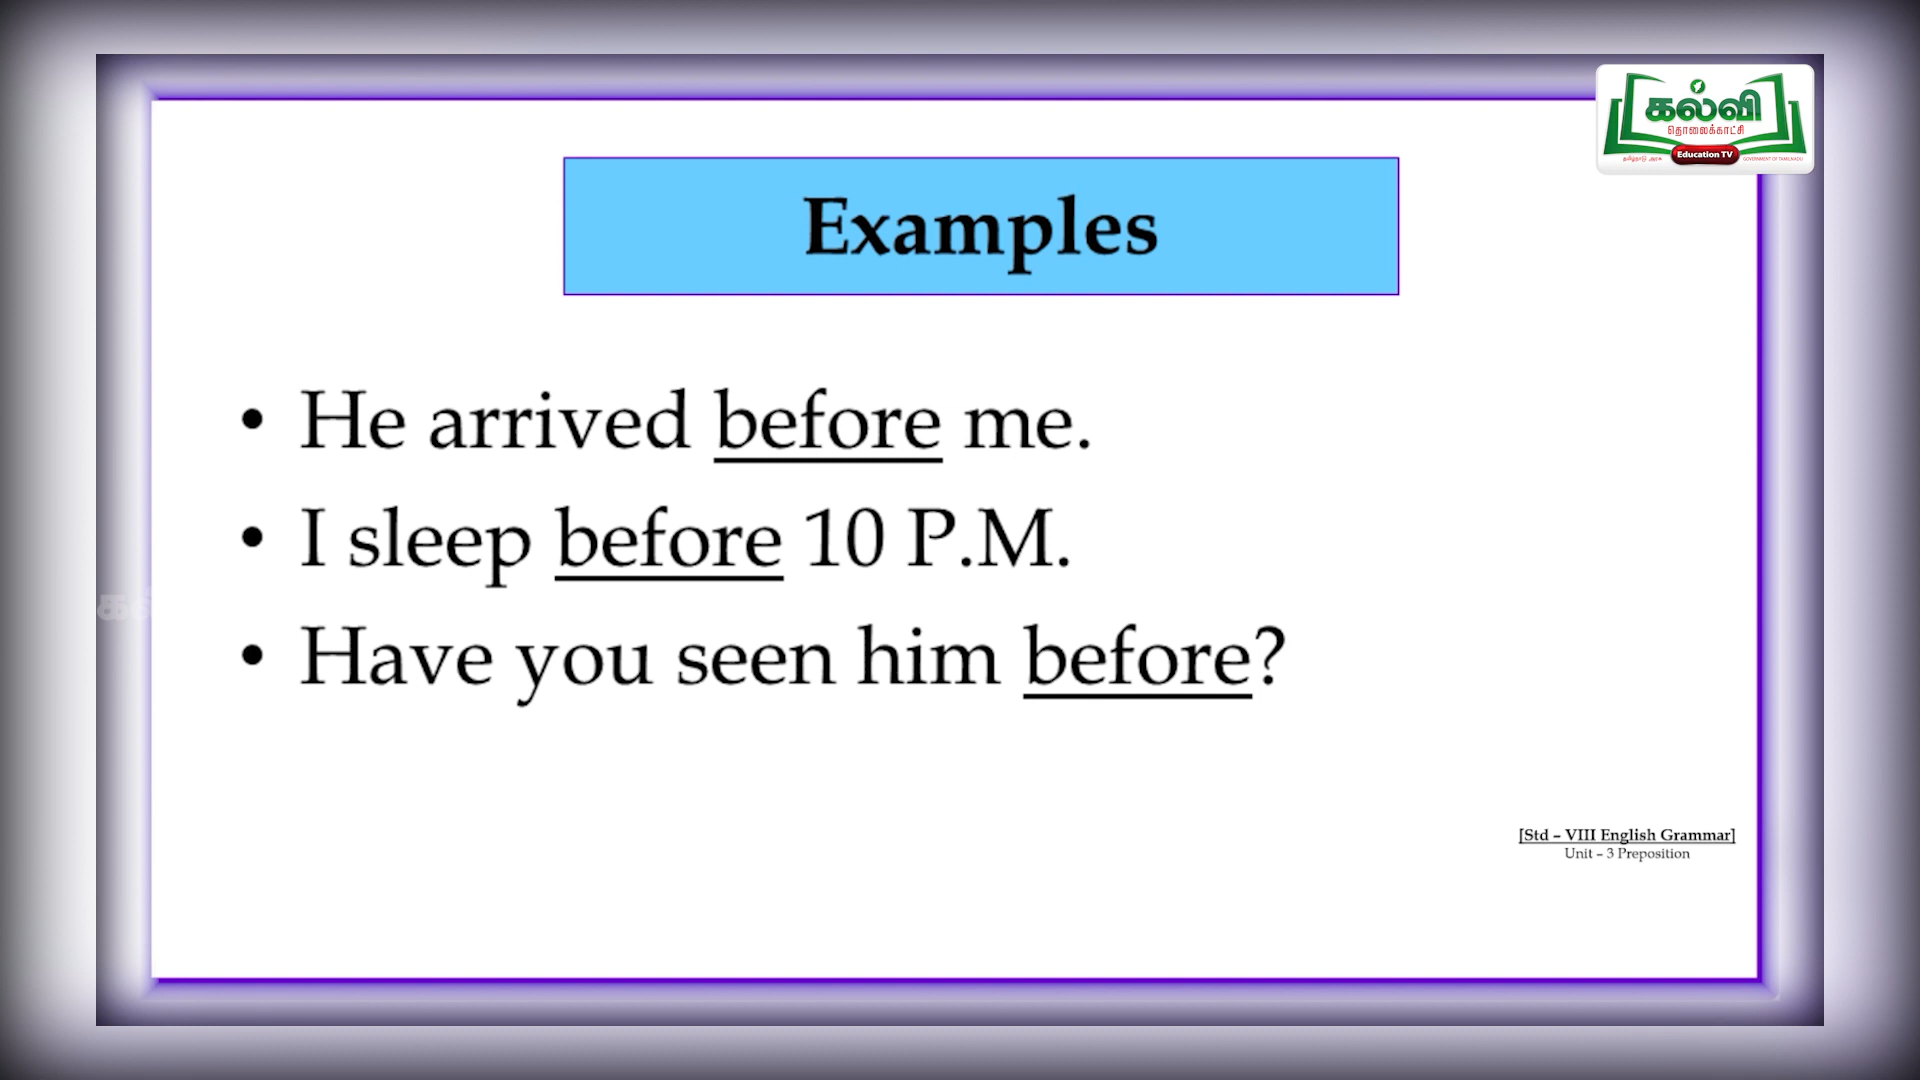 கல்வி
தொலைக்காட்சி
தமிழ்நாடு அரசு
Education TV
GOVERNMENT OF TAMILNADU
Examples
• He arrived before me.
• I sleep before 10 P.M.
• Have you seen him before?
[Std – VIII English Grammar]
Unit – 3 Preposition